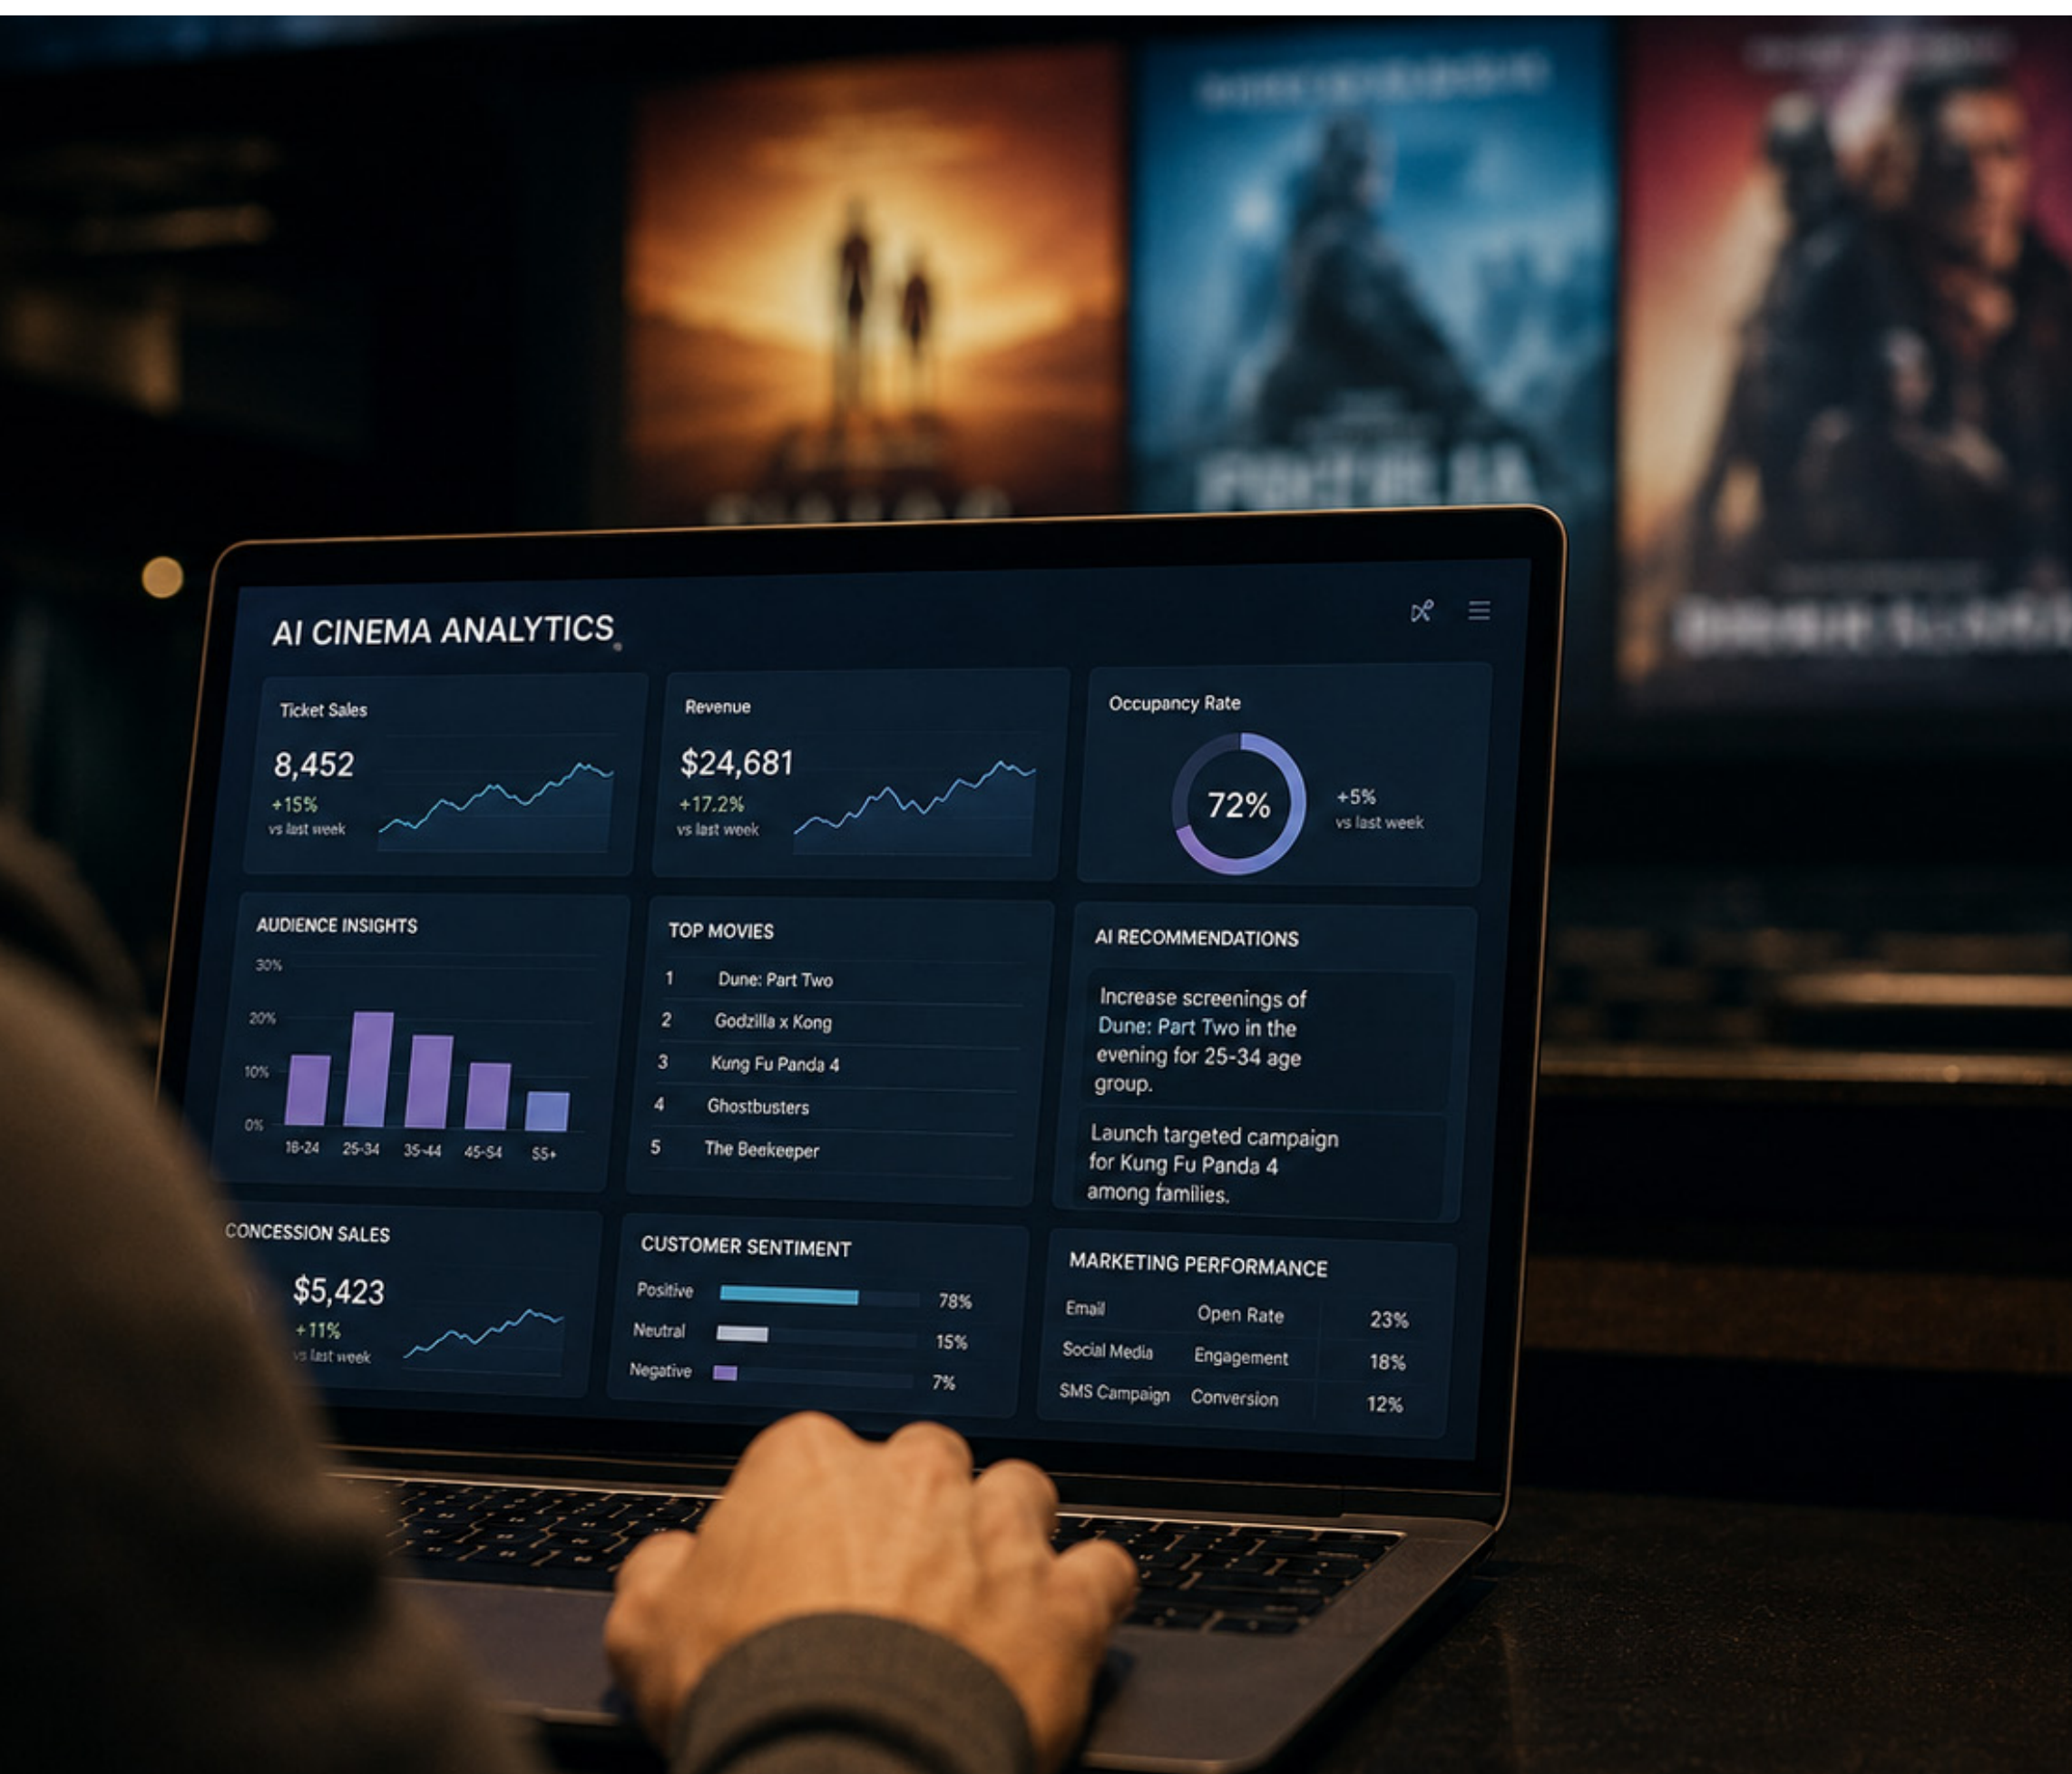 AI CINEMA ANALYTICS
Ticket Sales
8,452
+15%
vs last week
Revenue
$24,681
+17.2%
vs last week
Occupancy Rate
72%
+5%
vs last week
AUDIENCE INSIGHTS
30%
20%
10%
0%
16-24 25-34 35-44 45-54 55+
TOP MOVIES
1 Dune: Part Two
2 Godzilla x Kong
3 Kung Fu Panda 4
4 Ghostbusters
5 The Beekeeper
AI RECOMMENDATIONS
Increase screenings of
Dune: Part Two in the
evening for 25-34 age
group.
Launch targeted campaign
for Kung Fu Panda 4
among families.
CONCESSION SALES
$5,423
+11%
vs last week
CUSTOMER SENTIMENT
Positive 78%
Neutral 15%
Negative 7%
MARKETING PERFORMANCE
Email Open Rate 23%
Social Media Engagement 18%
SMS Campaign Conversion 12%